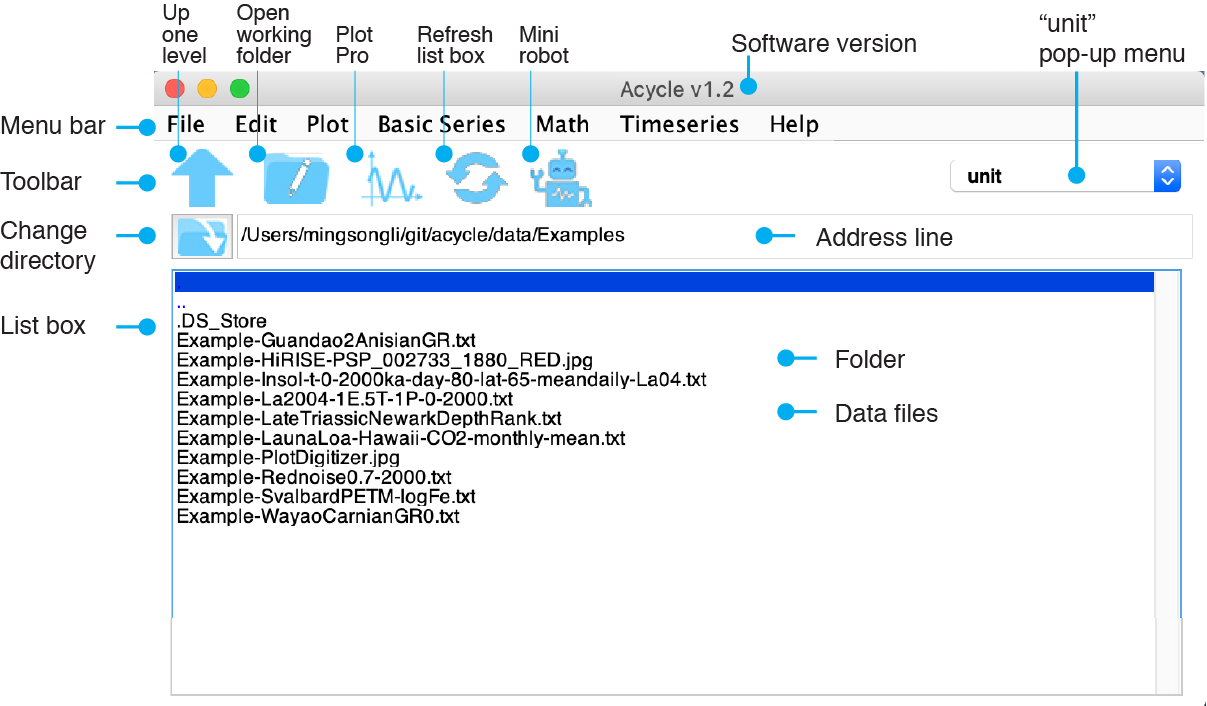 Up one level
Open working folder
Plot Pro
Refresh list box
Mini robot
Software version
“unit”
pop-up menu
Acycle v1.2
Menu bar
File Edit Plot Basic Series Math Timeseries Help
Toolbar
unit
Change directory
/Users/mingsongli/git/acycle/data/Examples
Address line
List box
.
..
.DS_Store
Example-Guandao2AnisianGR.txt
Example-HiRISE-PSP_002733_1880_RED.jpg
Example-Insol-t-0-2000ka-day-80-lat-65-meandaily-La04.txt
Example-La2004-1E.5T-1P-0-2000.txt
Example-LateTriassicNewarkDepthRank.txt
Example-LaunaLoa-Hawaii-CO2-monthly-mean.txt
Example-PlotDigitizer.jpg
Example-Rednoise0.7-2000.txt
Example-SvalbardPETM-logFe.txt
Example-WayaoCarnianGR0.txt
Folder
Data files